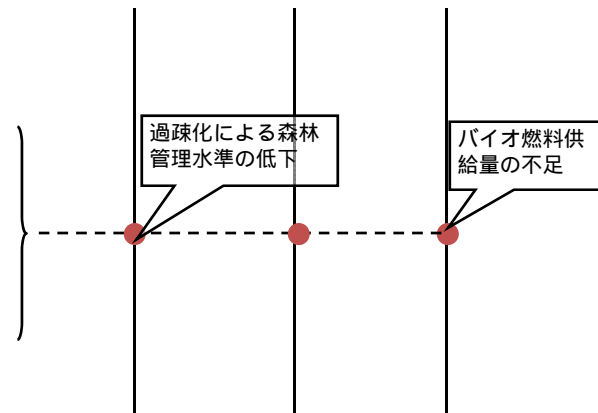 過疎化による森林
管理水準の低下
バイオ燃料供
給量の不足